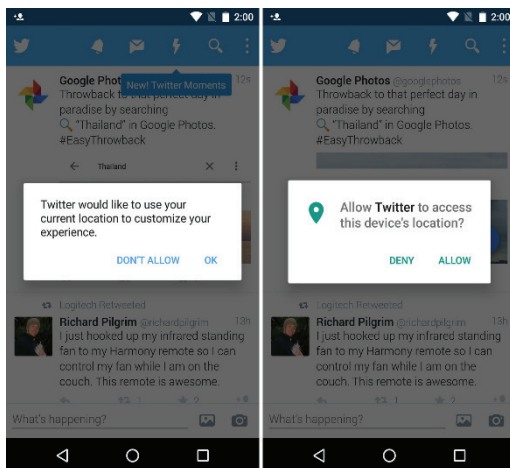 2:00
New! Twitter Moments
Google Phot
12s
Throwback to that perfect day in
paradise by searching
"Thailand" in Google Photos.
#EasyThrowback
Thailand
Twitter would like to use your
current location to customize your
experience.
DON'T ALLOW
OK
Logitech Retweeted
Richard Pilgrim @richardpilgrim 13h
I just hooked up my infrared standing
fan to my Harmony remote so I can
control my fan while I am on the
couch. This remote is awesome.
2
What's happening?
2:00
Google Photos @googlephotos 12s
Throwback to that perfect day in
paradise by searching
"Thailand" in Google Photos.
#EasyThrowback
Allow Twitter to access
this device's location?
DENY
ALLOW
Logitech Retweeted
Richard Pilgrim @richardpilgrim 13h
I just hooked up my infrared standing
fan to my Harmony remote so I can
control my fan while I am on the
couch. This remote is awesome.
1 2
What's happening?